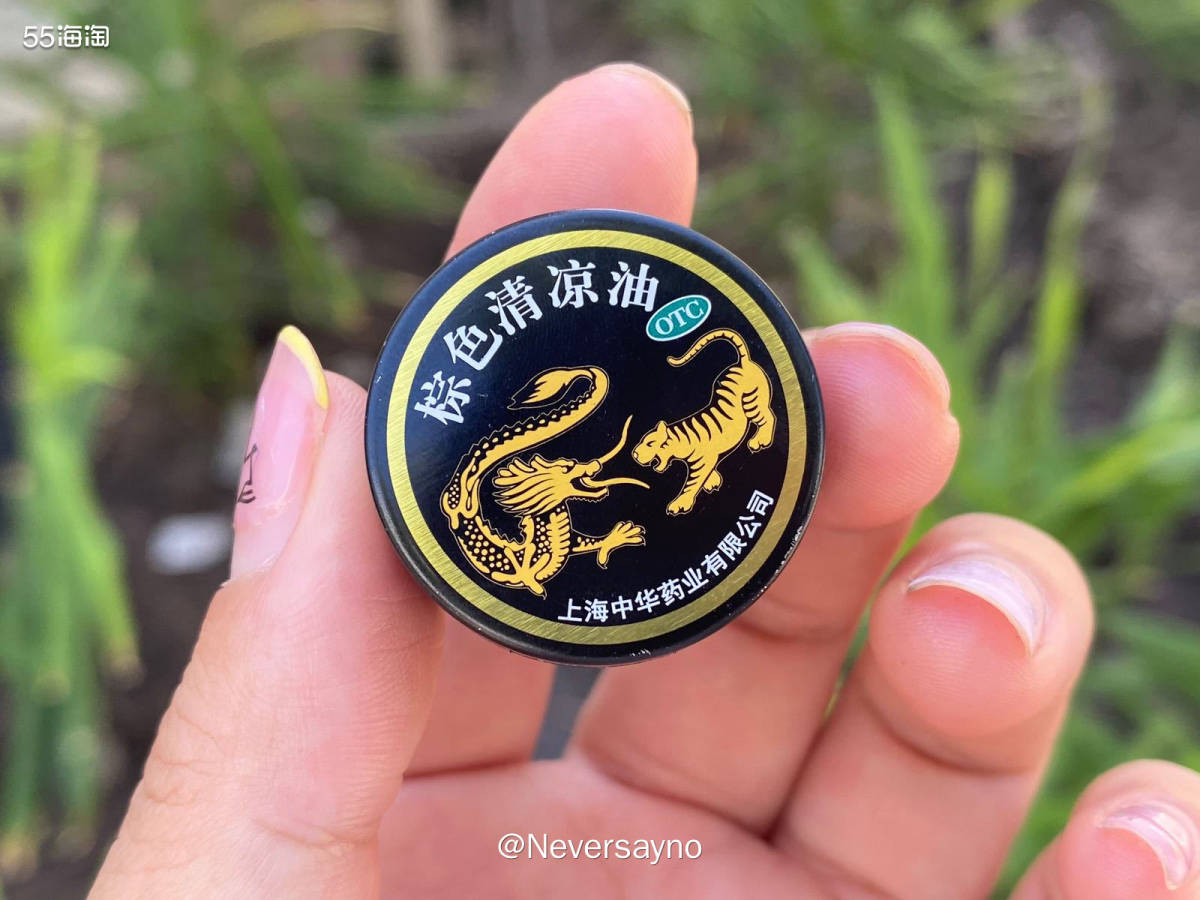 55海淘
棕色清凉油
OTC
上海中华药业有限公司
@Neversayno